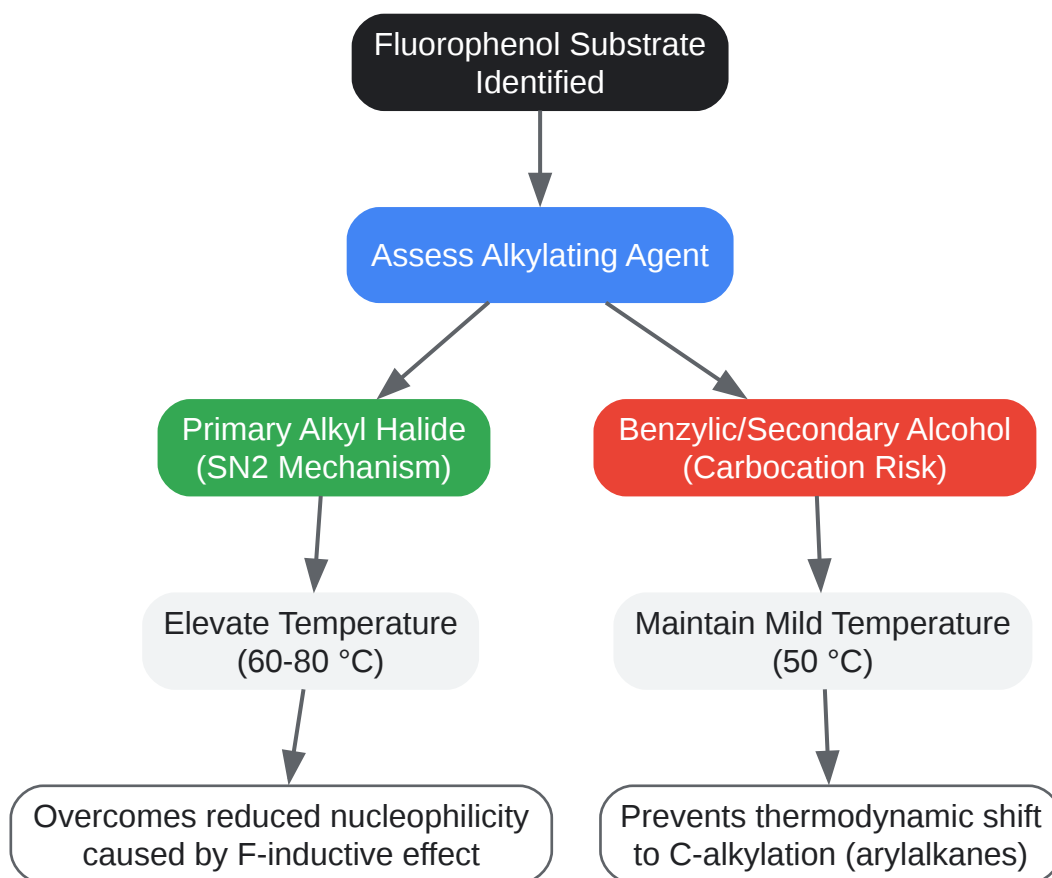 Fluorophenol Substrate
Identified
Assess Alkylating Agent
Primary Alkyl Halide
(SN2 Mechanism)
Benzylic/Secondary Alcohol
(Carbocation Risk)
Elevate Temperature
(60-80 °C)
Maintain Mild Temperature
(50 °C)
Overcomes reduced nucleophilicity
caused by F-inductive effect
Prevents thermodynamic shift
to C-alkylation (arylalkanes)